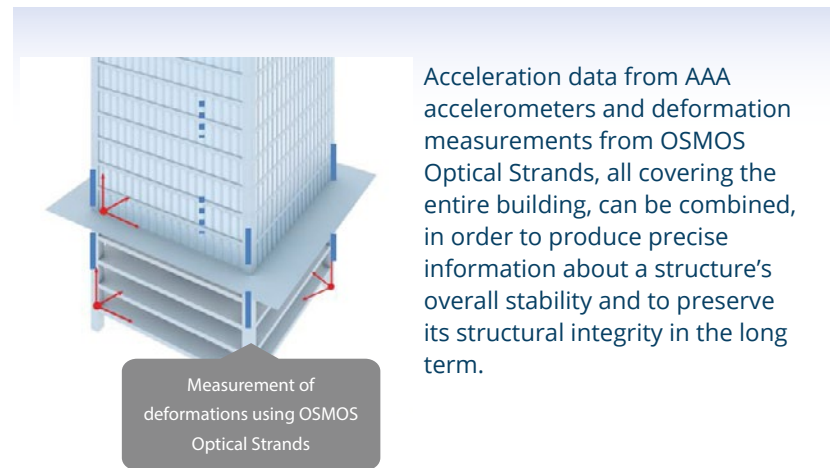 Acceleration data from AAA
accelerometers and deformation
measurements from OSMOS
Optical Strands, all covering the
entire building, can be combined,
in order to produce precise
information about a structure’s
overall stability and to preserve
its structural integrity in the long
term.
Measurement of
deformations using OSMOS
Optical Strands